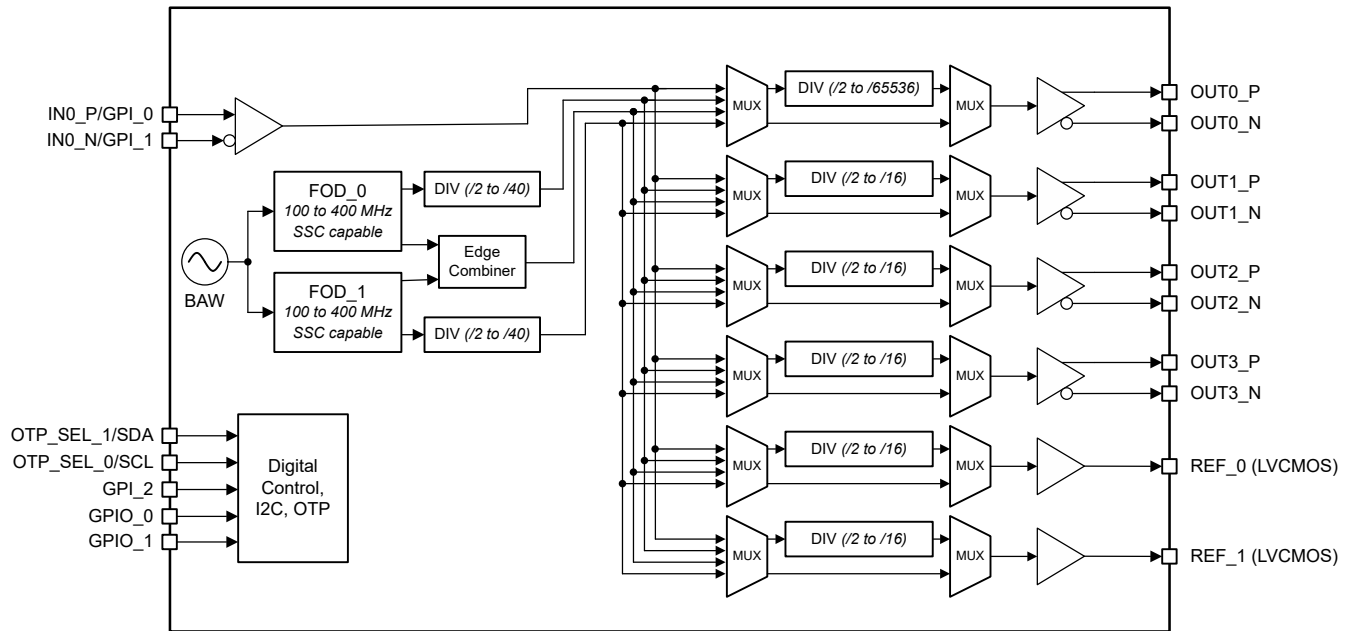 IN0_P/GPI_0
IN0_N/GPI_1
BAW
FOD_0
100 to 400 MHz
SSC capable
DIV (/2 to /40)
Edge
Combiner
FOD_1
100 to 400 MHz
SSC capable
DIV (/2 to /40)
OTP_SEL_1/SDA
OTP_SEL_0/SCL
GPI_2
GPIO_0
GPIO_1
Digital
Control,
I2C, OTP
MUX
DIV (/2 to /65536)
MUX
OUT0_P
OUT0_N
MUX
DIV (/2 to /16)
MUX
OUT1_P
OUT1_N
MUX
DIV (/2 to /16)
MUX
OUT2_P
OUT2_N
MUX
DIV (/2 to /16)
MUX
OUT3_P
OUT3_N
MUX
DIV (/2 to /16)
MUX
REF_0 (LVCMOS)
MUX
DIV (/2 to /16)
MUX
REF_1 (LVCMOS)